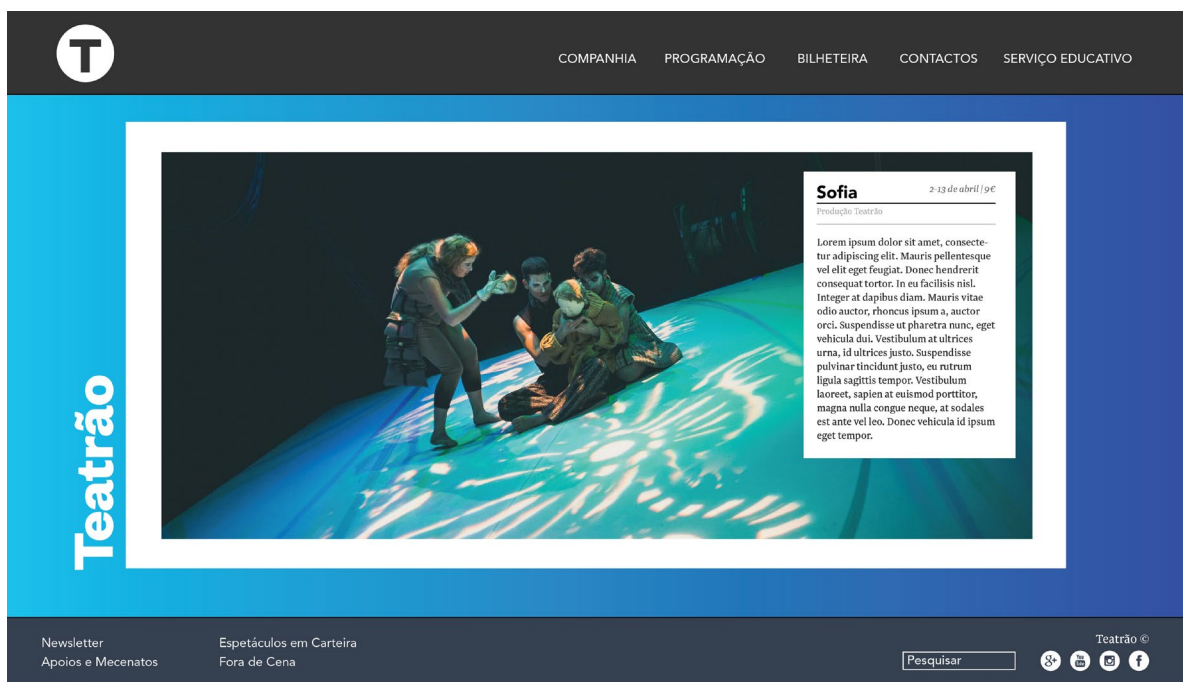 T
COMPANHIA PROGRAMAÇÃO BILHETEIRA CONTACTOS SERVIÇO EDUCATIVO
Teatrão
Sofia 2-13 de abril | 9€
Produção Teatrão
Lorem ipsum dolor sit amet, consecte-
tur adipiscing elit. Mauris pellentesque
vel elit eget feugiat. Donec hendrerit
consequat tortor. In eu facilisis nisl.
Integer at dapibus diam. Mauris vitae
odio auctor, rhoncus ipsum a, auctor
orci. Suspendisse ut pharetra nunc, eget
vehicula dui. Vestibulum at ultrices
urna, id ultrices justo. Suspendisse
pulvinar tincidunt justo, eu rutrum
ligula sagittis tempor. Vestibulum
laoreet, sapien at euismod porttitor,
magna nulla congue neque, at sodales
est ante vel leo. Donec vehicula id ipsum
eget tempor.
Newsletter
Apoios e Mecenatos
Espetáculos em Carteira
Fora de Cena
Teatrão ©
Pesquisar
g+ You Tube f